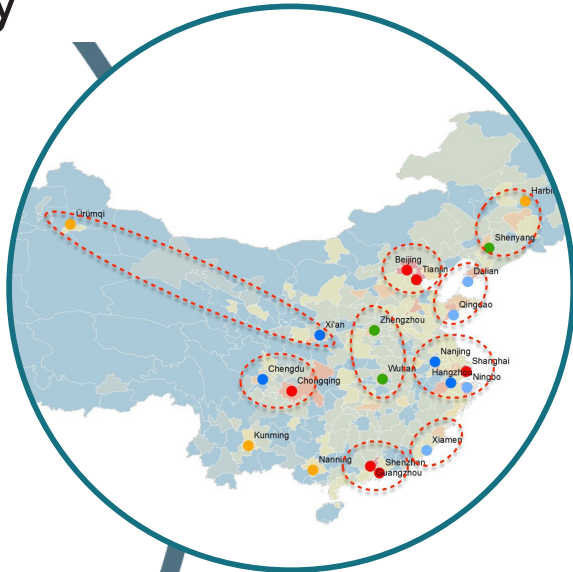 y
Ürümqi
Harbi
Shenyang
Beijing
Tianjin
Dalian
Qingdao
Xi'an
Zhengzhou
Nanjing
Shanghai
Chengdu
Wuhan
Hangzhou
Ningbo
Chongqing
Kunming
Xiamen
Nanning
Shenzhen
Guangzhou